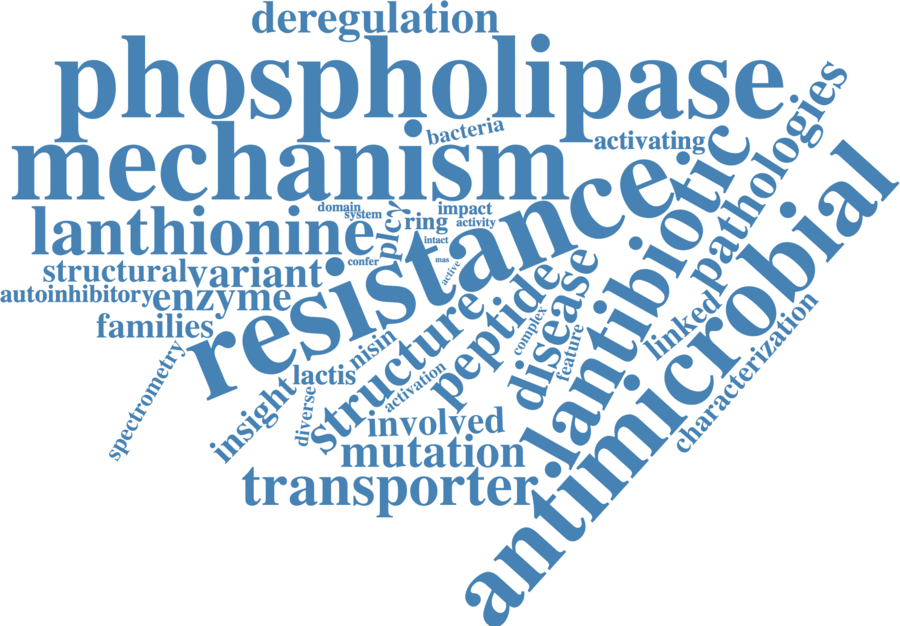 deregulation
phospholipase
bacteria
mechanism
activating
pathologies
resistance
lantibiotic
antimicrobial
domain
system
plcγ
ring
impact
activity
lanthionine
intact
confer
mas
active
structural
variant
autoinhibitory
enzyme
families
structure
peptide
disease
complex
feature
linked
characterization
spectrometry
nisin
lactis
activation
insight
diverse
involved
mutation
transporter